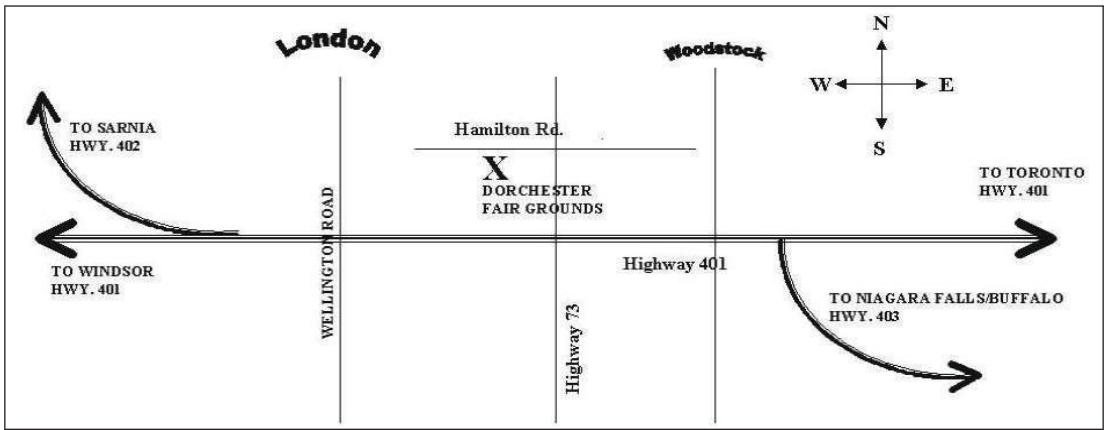 London
Woodstock
N
W
E
S
TO SARNIA
HWY. 402
Hamilton Rd.
X
DORCHESTER
FAIR GROUNDS
TO TORONTO
HWY. 401
WELLINGTON ROAD
TO WINDSOR
HWY. 401
Highway 401
Highway 73
TO NIAGARA FALLS/BUFFALO
HWY. 403